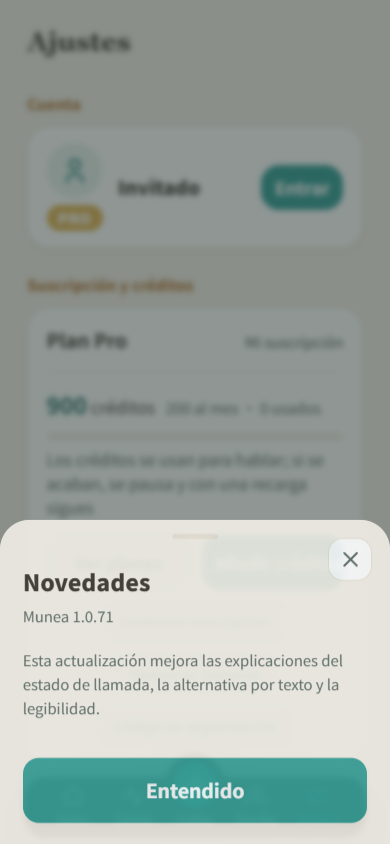 Ajustes
Cuenta
Invitado
Entrar
PRO
Suscripción y créditos
Plan Pro
Mi suscripción
900 créditos 200 al mes • 0 usados
Los créditos se usan para hablar; si se
acaban, se pausa y con una recarga
sigues
Novedades
Munea 1.0.71
Esta actualización mejora las explicaciones del
estado de llamada, la alternativa por texto y la
legibilidad.
Entendido